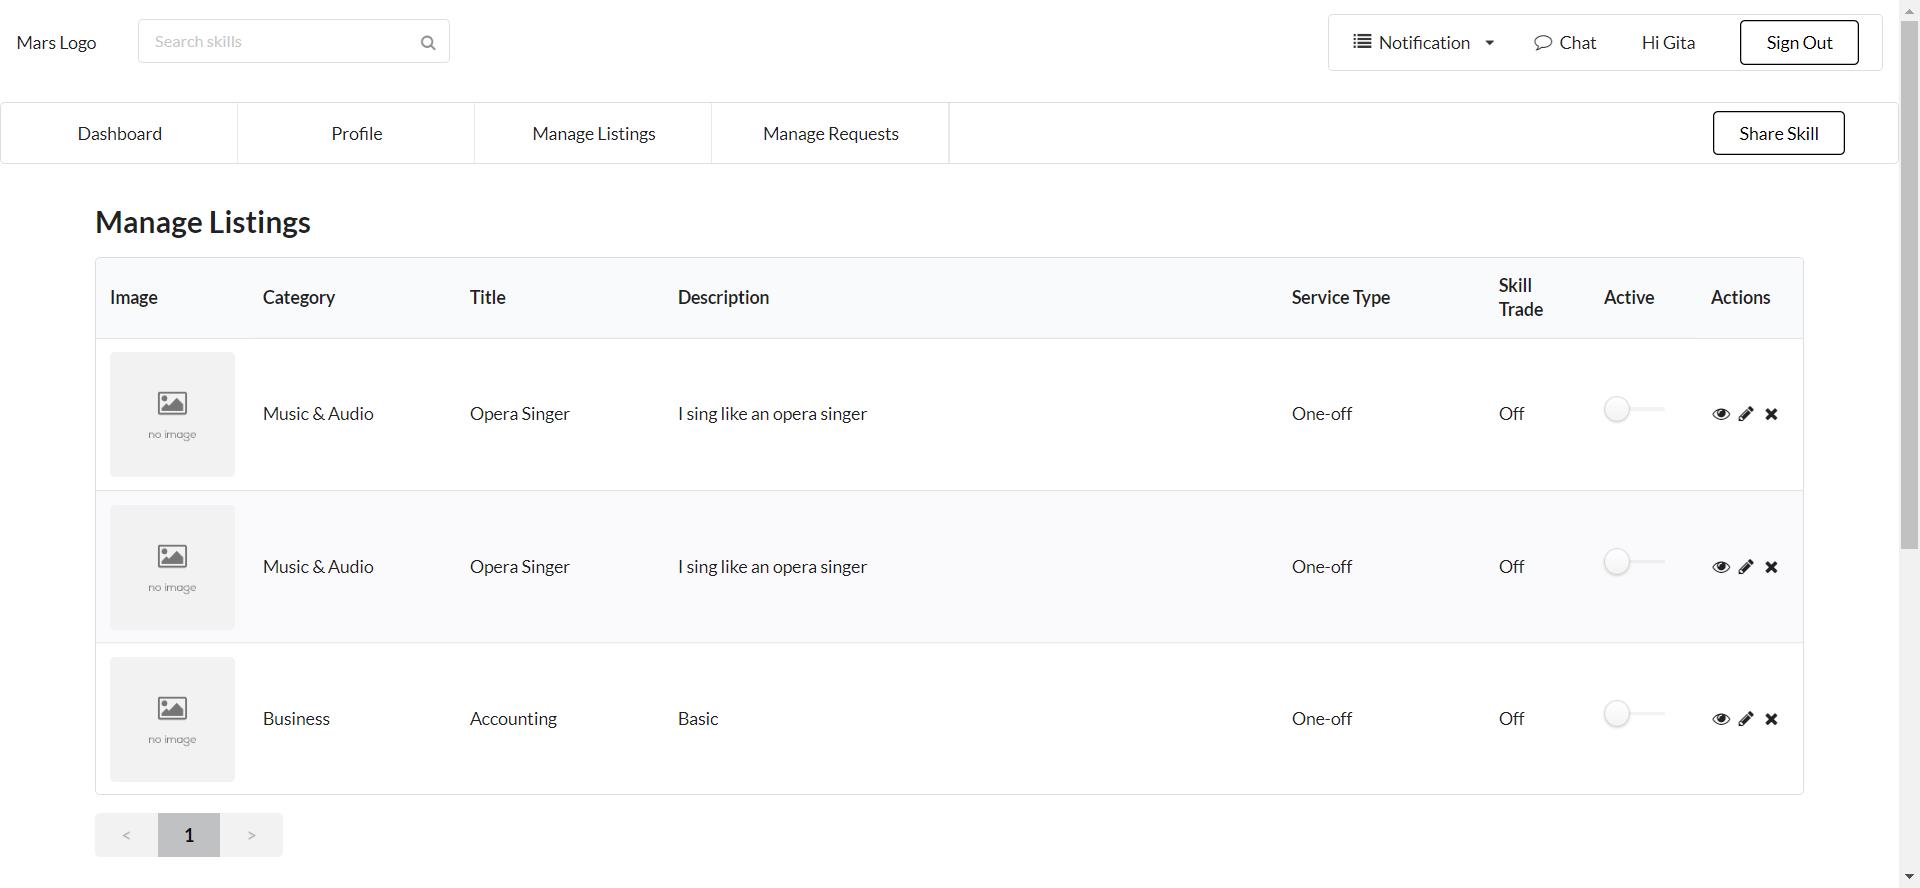 Mars Logo Search skills Notification Chat Hi Gita Sign Out
Dashboard Profile Manage Listings Manage Requests Share Skill
Manage Listings
Image Category Title Description Service Type Skill Trade Active Actions
no image Music & Audio Opera Singer I sing like an opera singer One-off Off
no image Music & Audio Opera Singer I sing like an opera singer One-off Off
no image Business Accounting Basic One-off Off
< 1 >